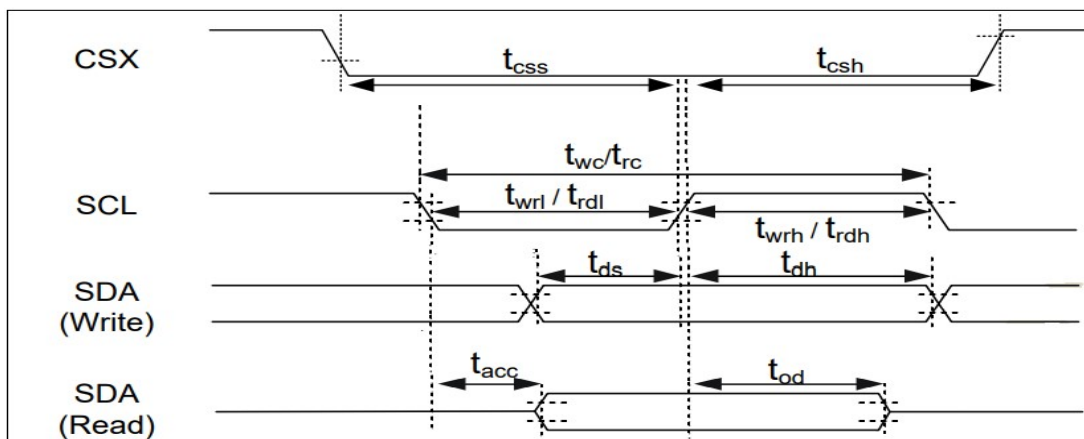 CSX
t_css
t_csh
t_wc/t_rc
SCL
t_wrl / t_rdl
t_wrh / t_rdh
SDA
(Write)
t_ds
t_dh
SDA
(Read)
t_acc
t_od